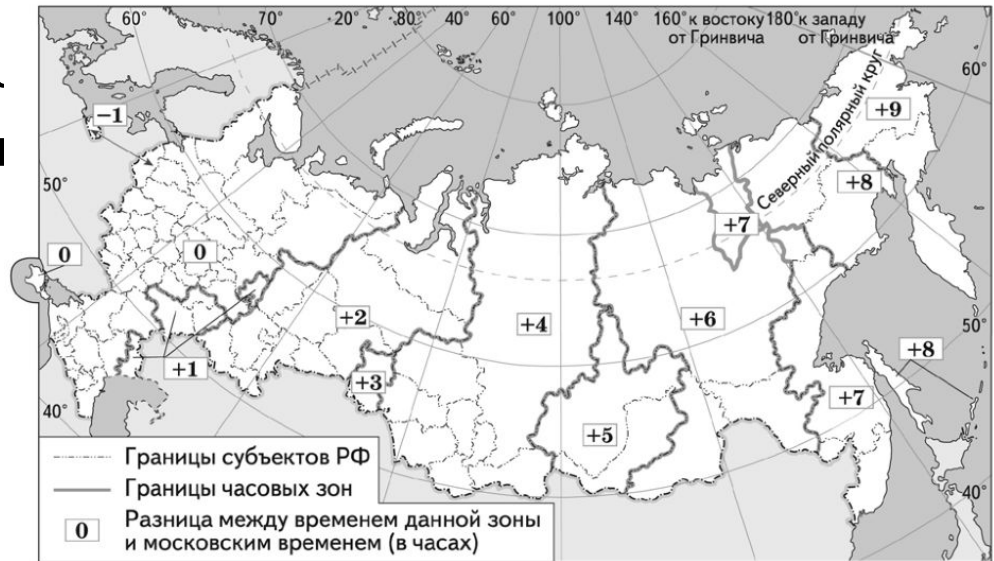 60° 70° 20° 80° 40° 60° 100° 140° 160° к востоку 180° к западу
от Гринвича от Гринвича
60°
Северный полярный круг
+9
−1
+8
50°
+7
0
0
+2
+4
+6
50°
+8
+1
+3
+7
40°
+5
40°
Границы субъектов РФ
Границы часовых зон
0 Разница между временем данной зоны
и московским временем (в часах)